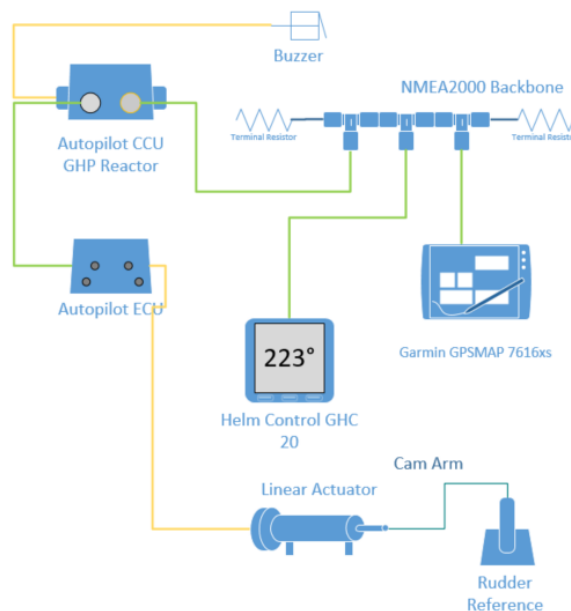 Buzzer
NMEA2000 Backbone
Terminal Resistor
Terminal Resistor
Autopilot CCU
GHP Reactor
Autopilot ECU
223°
Garmin GPSMAP 7616xs
Helm Control GHC
20
Cam Arm
Linear Actuator
Rudder
Reference